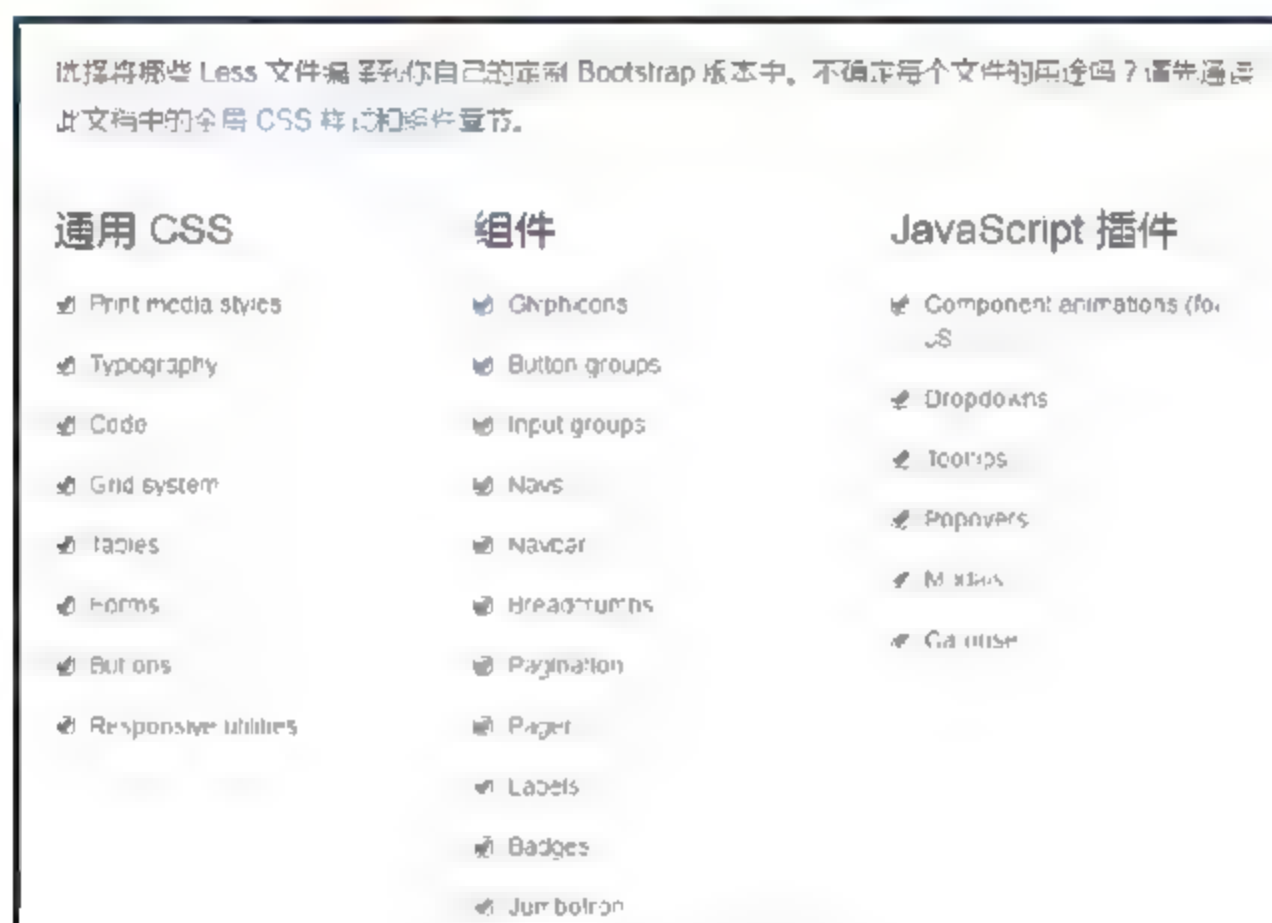 选择将哪些 Less 文件编译到你自己的定制 Bootstrap 版本中。不确定每个文件的用途吗？请先通读
此文档中的全局 CSS 样式和组件章节。
通用 CSS
Print media styles
Typography
Code
Grid system
Tables
Forms
Buttons
Responsive utilities
组件
Glyphicons
Button groups
Input groups
Navs
Navbar
Breadcrumbs
Pagination
Pager
Labels
Badges
Jumbotron
JavaScript 插件
Component animations (for
JS
Dropdowns
Tooltips
Popovers
Modals
Carousel